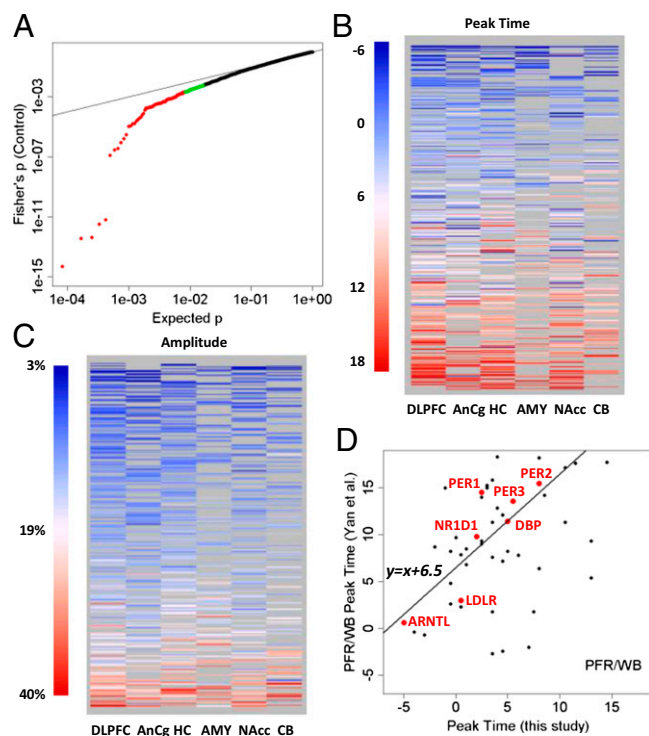 A
Fisher's p (Control)
1e-03
1e-07
1e-11
1e-15
1e-04 1e-03 1e-02 1e-01 1e+00
Expected p
B
Peak Time
-6
0
6
12
18
DLPFC AnCg HC AMY NAcc CB
C
Amplitude
3%
19%
40%
DLPFC AnCg HC AMY NAcc CB
D
PFR/WB Peak Time (Yan et al.)
15
10
5
0
-5
PER1
PER2
PER3
NR1D1
DBP
y=x+6.5
LDLR
ARNTL
PFR/WB
-5 0 5 10 15
Peak Time (this study)